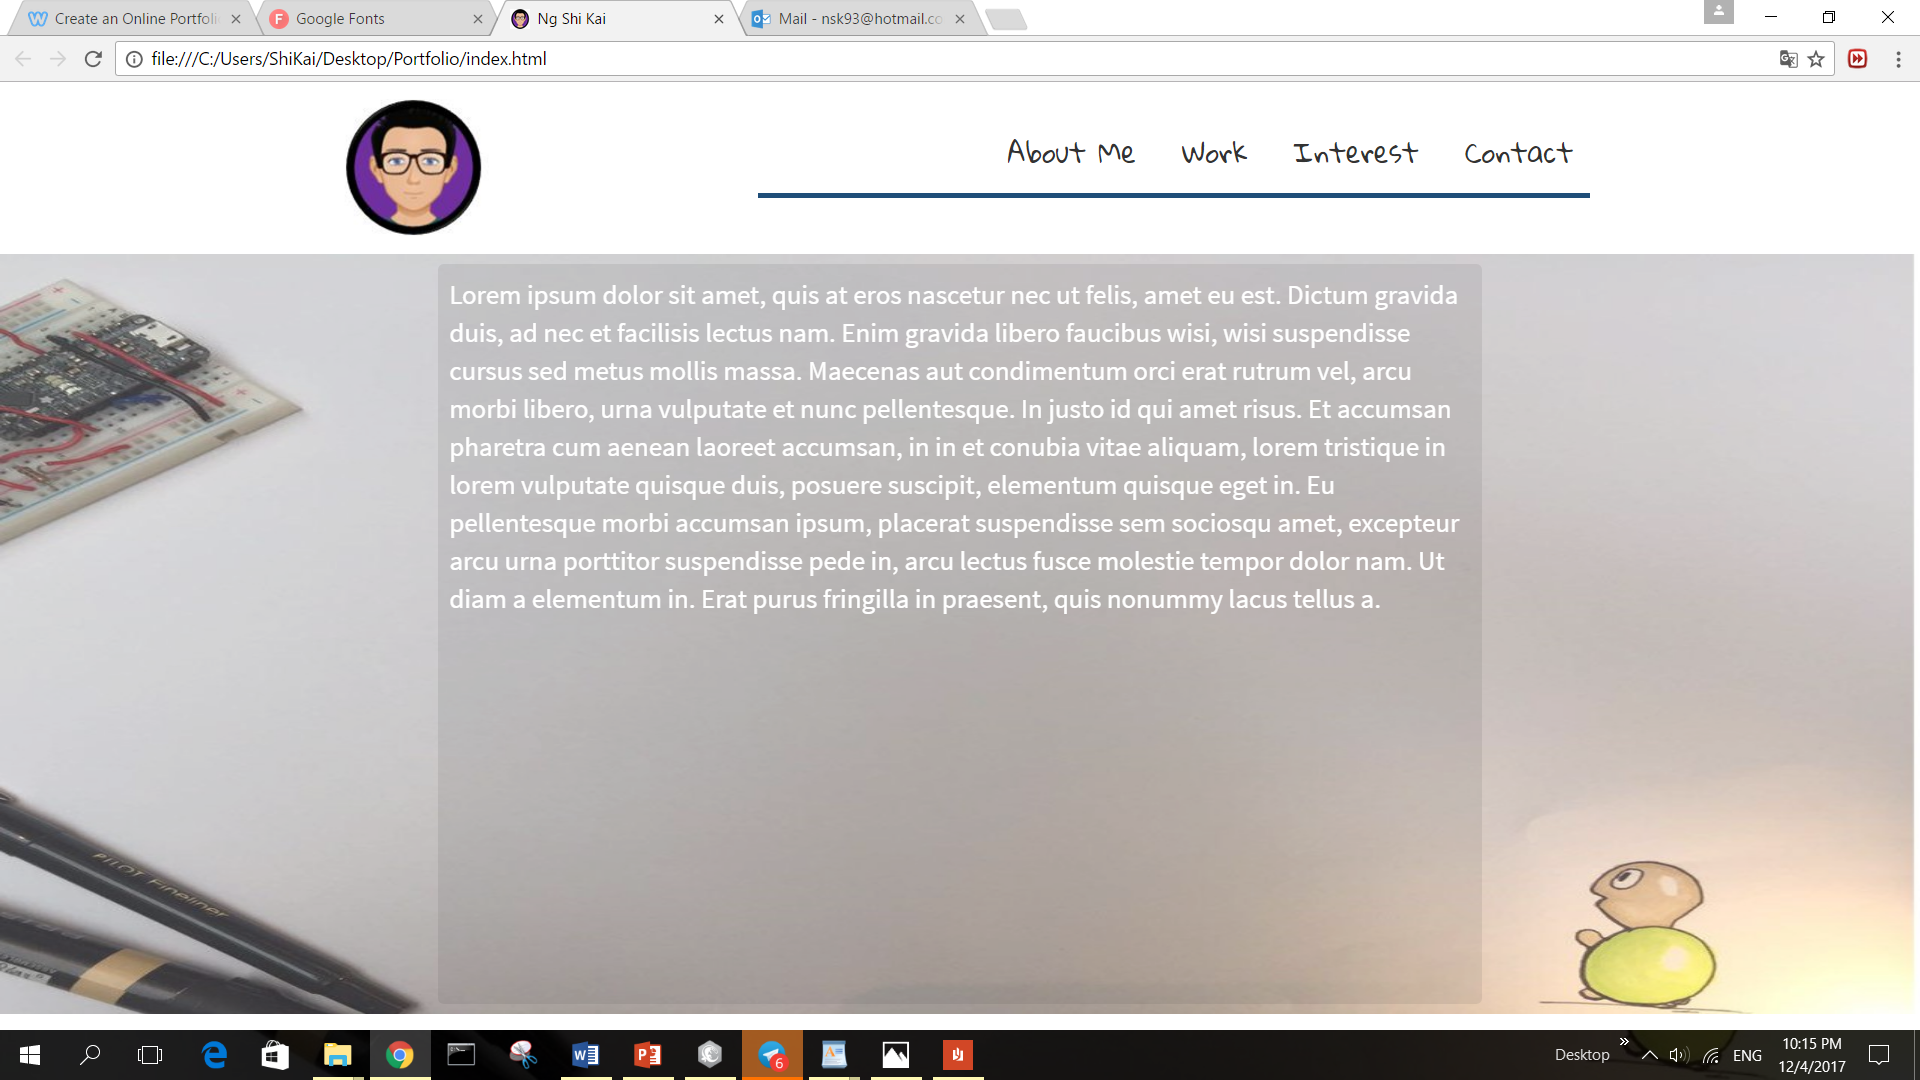 Create an Online Portfoli
Google Fonts
Ng Shi Kai
Mail - nsk93@hotmail.co
file:///C:/Users/ShiKai/Desktop/Portfolio/index.html
About Me Work Interest Contact
Lorem ipsum dolor sit amet, quis at eros nascetur nec ut felis, amet eu est. Dictum gravida
duis, ad nec et facilisis lectus nam. Enim gravida libero faucibus wisi, wisi suspendisse
cursus sed metus mollis massa. Maecenas aut condimentum orci erat rutrum vel, arcu
morbi libero, urna vulputate et nunc pellentesque. In justo id qui amet risus. Et accumsan
pharetra cum aenean laoreet accumsan, in in et conubia vitae aliquam, lorem tristique in
lorem vulputate quisque duis, posuere suscipit, elementum quisque eget in. Eu
pellentesque morbi accumsan ipsum, placerat suspendisse sem sociosqu amet, excepteur
arcu urna porttitor suspendisse pede in, arcu lectus fusce molestie tempor dolor nam. Ut
diam a elementum in. Erat purus fringilla in praesent, quis nonummy lacus tellus a.
PILOT Fineliner
6
Desktop
ENG
10:15 PM
12/4/2017